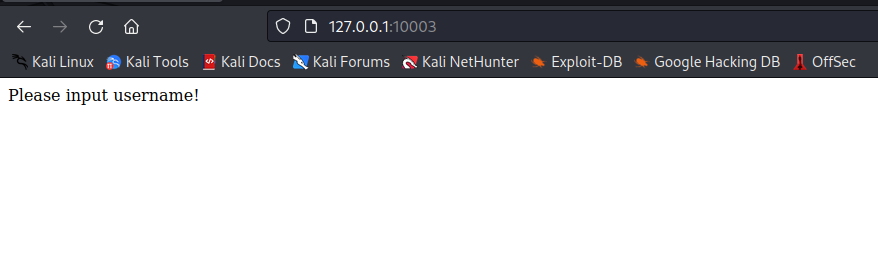 127.0.0.1:10003
Kali Linux Kali Tools Kali Docs Kali Forums Kali NetHunter Exploit-DB Google Hacking DB OffSec
Please input username!